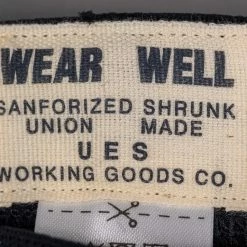 WEAR WELL
SANFORIZED SHRUNK
UNION MADE
UES
WORKING GOODS CO.